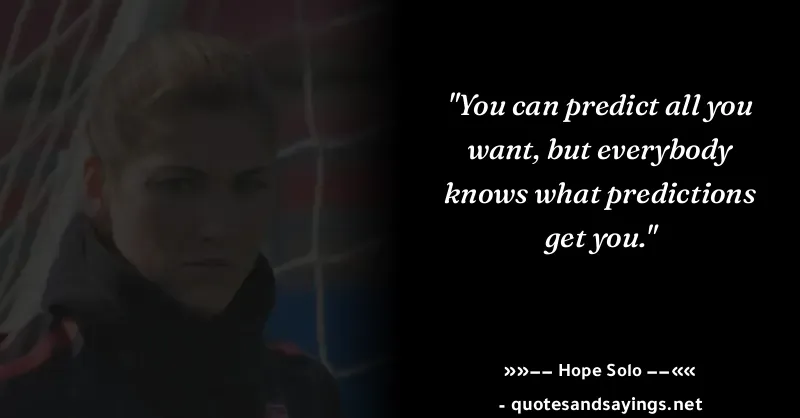 "You can predict all you
want, but everybody
knows what predictions
get you."
»»−− Hope Solo −−««
- quotesandsayings.net